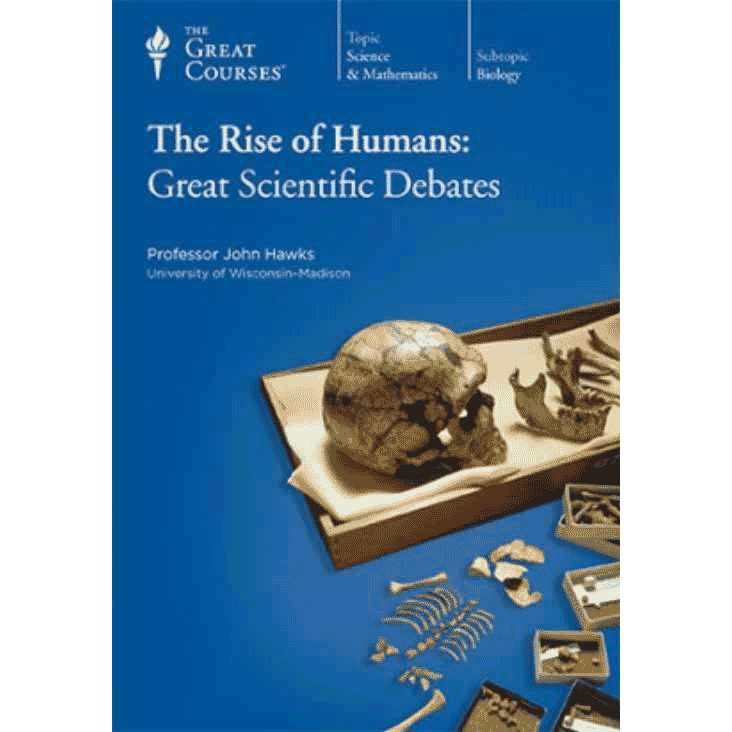 THE
GREAT
COURSES®
Topic
Science
& Mathematics
Subtopic
Biology
The Rise of Humans:
Great Scientific Debates
Professor John Hawks
University of Wisconsin–Madison